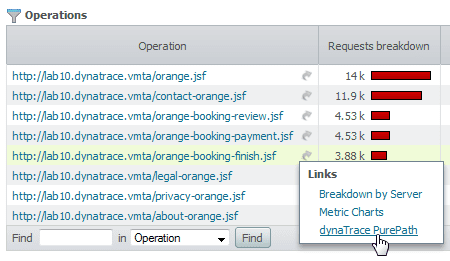 Operations
Operation Requests breakdown
http://lab10.dynatrace.vmta/orange.jsf 14 k
http://lab10.dynatrace.vmta/contact-orange.jsf 11.9 k
http://lab10.dynatrace.vmta/orange-booking-review.jsf 4.53 k
http://lab10.dynatrace.vmta/orange-booking-payment.jsf 4.53 k
http://lab10.dynatrace.vmta/orange-booking-finish.jsf 3.88 k
http://lab10.dynatrace.vmta/legal-orange.jsf
http://lab10.dynatrace.vmta/privacy-orange.jsf
http://lab10.dynatrace.vmta/about-orange.jsf
Links
Breakdown by Server
Metric Charts
dynaTrace PurePath
Find in Operation Find